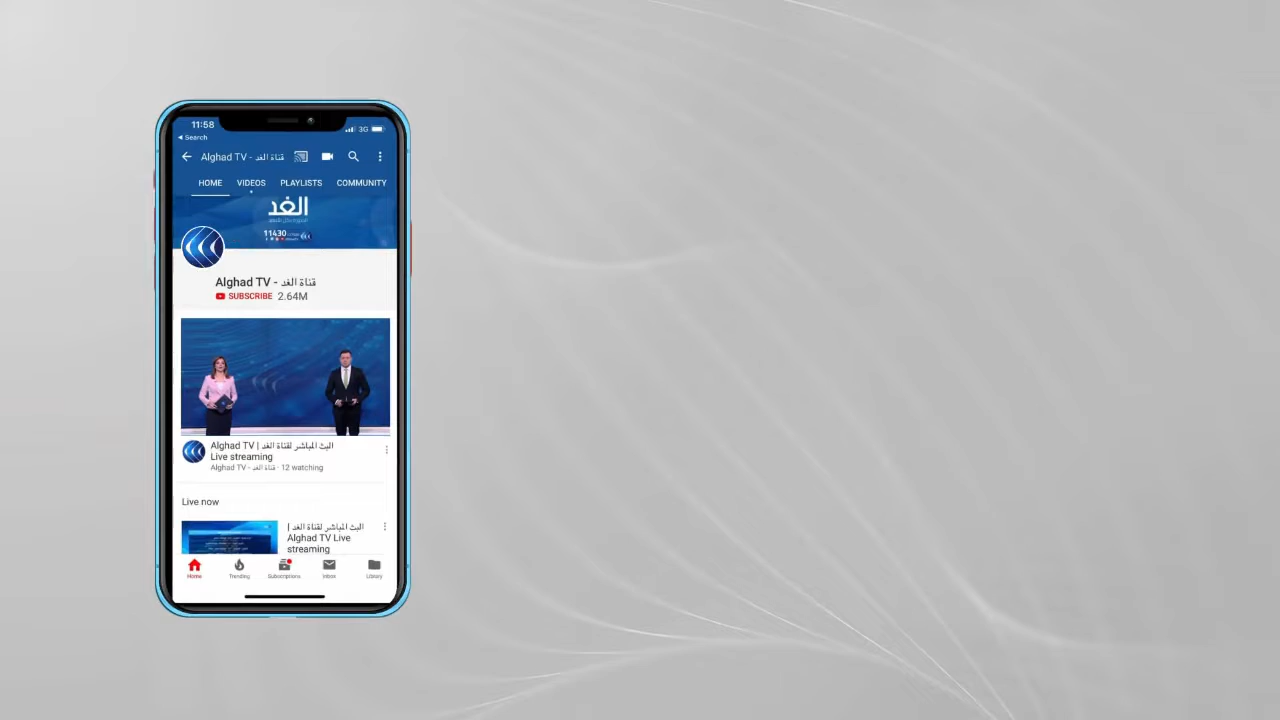 11:58
3G
Search
Alghad TV - قناة الغد
HOME VIDEOS PLAYLISTS COMMUNITY
الغد
11430
Alghad TV - قناة الغد
SUBSCRIBE 2.64M
Alghad TV | البث المباشر لقناة الغد
Live streaming
Alghad TV - قناة الغد · 12 watching
Live now
البث المباشر لقناة الغد |
Alghad TV Live
streaming
Home Trending Subscriptions Inbox Library